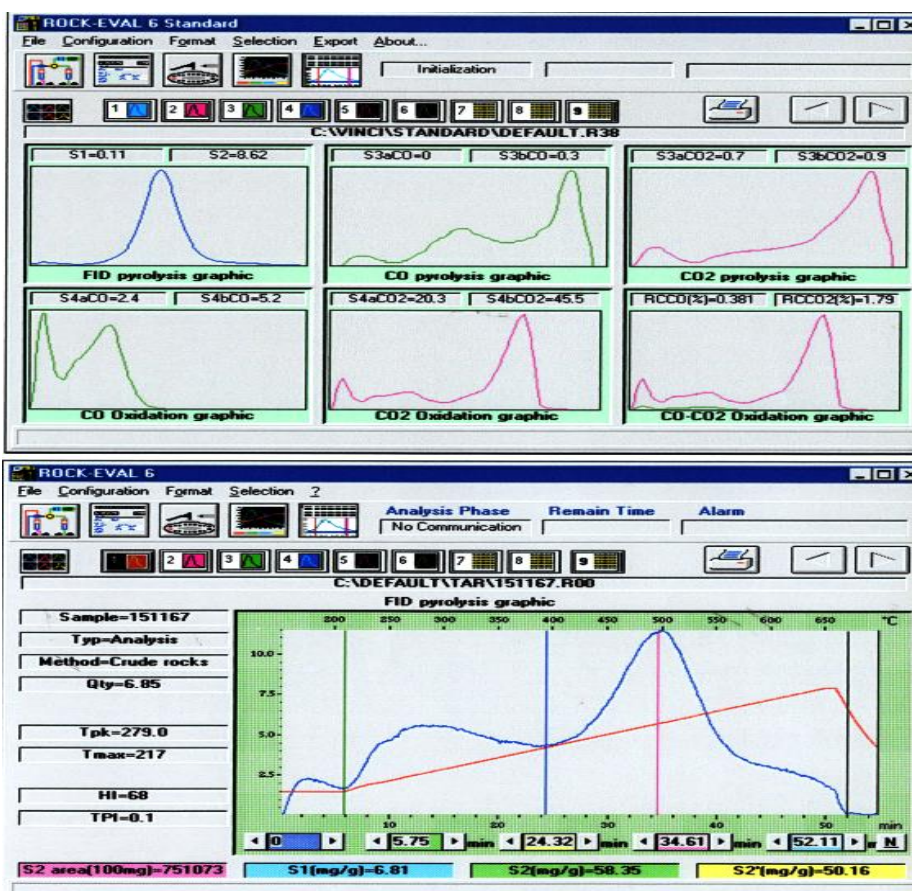 ROCK-EVAL 6 Standard
File Configuration Format Selection Export About...
Initialization
1 2 3 4 5 6 7 8 9
C:\VINCI\STANDARD\DEFAULT.R38
S1=0.11 S2=8.62 S3aCO=0 S3bCO=0.3 S3aCO2=0.7 S3bCO2=0.9
FID pyrolysis graphic CO pyrolysis graphic CO2 pyrolysis graphic
S4aCO=2.4 S4bCO=5.2 S4aCO2=20.3 S4bCO2=45.5 RCCO(%)=0.381 RCCO2(%)=1.79
CO Oxidation graphic CO2 Oxidation graphic CO-CO2 Oxidation graphic
ROCK-EVAL 6
File Configuration Format Selection ?
Analysis Phase Remain Time Alarm
No Communication
1 2 3 4 5 6 7 8 9
C:\DEFAULT\TAR\151167.R00
FID pyrolysis graphic
Sample=151167
Typ=Analysis
Method=Crude rocks
Qty=6.85
Tpk=279.0
Tmax=217
HI=68
TPI=0.1
200 250 300 350 400 450 500 550 600 650 °C
10.0
7.5
5.0
2.5
10 20 30 40 50 min
0 5.75 min 24.32 min 34.61 min 52.11 N
S2 area(100mg)=751073 S1(mg/g)=6.81 S2(mg/g)=58.35 S2'(mg/g)=50.16